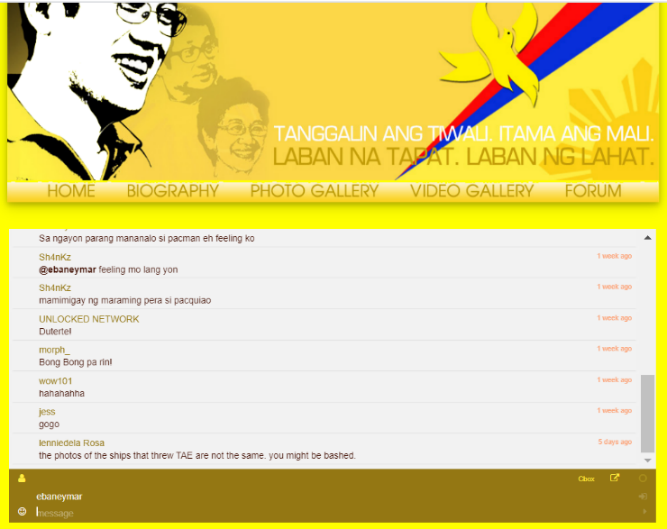 TANGGALIN ANG TIWALI. ITAMA ANG MALI.
LABAN NA TAPAT. LABAN NG LAHAT.
HOME BIOGRAPHY PHOTO GALLERY VIDEO GALLERY FORUM
Sa ngayon parang mananalo si pacman eh feeling ko
Sh4nKz 1 week ago
@ebaneymar feeling mo lang yon
Sh4nKz 1 week ago
mamimigay ng maraming pera si pacquiao
UNLOCKED NETWORK 1 week ago
Duterte!
morph_ 1 week ago
Bong Bong pa rin!
wow101 1 week ago
hahahahha
jess 1 week ago
gogo
lenniedela Rosa 5 days ago
the photos of the ships that threw TAE are not the same. you might be bashed.
Cbox
ebaneymar
message